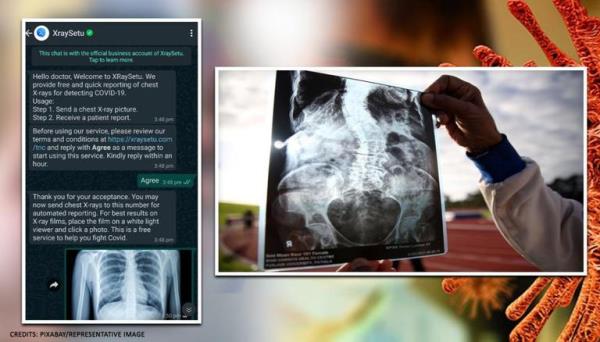 XraySetu
This chat is with the official business account of XraySetu.
Tap to learn more.
Hello doctor, Welcome to XRaySetu. We
provide free and quick reporting of chest
X-rays for detecting COVID-19.
Usage:
Step 1. Send a chest X-ray picture.
Step 2. Receive a patient report.
3:48 pm
Before using our service, please review our
terms and conditions at https://xraysetu.com
/tnc and reply with Agree as a message to
start using this service. Kindly reply within an
hour.
3:48 pm
Agree 3:48 pm
Thank you for your acceptance. You may
now send chest X-rays to this number for
automated reporting. For best results on
X-ray films, place the film on a white light
viewer and click a photo. This is a free
service to help you fight Covid.
3:48 pm
R
CREDITS: PIXABAY/REPRESENTATIVE IMAGE